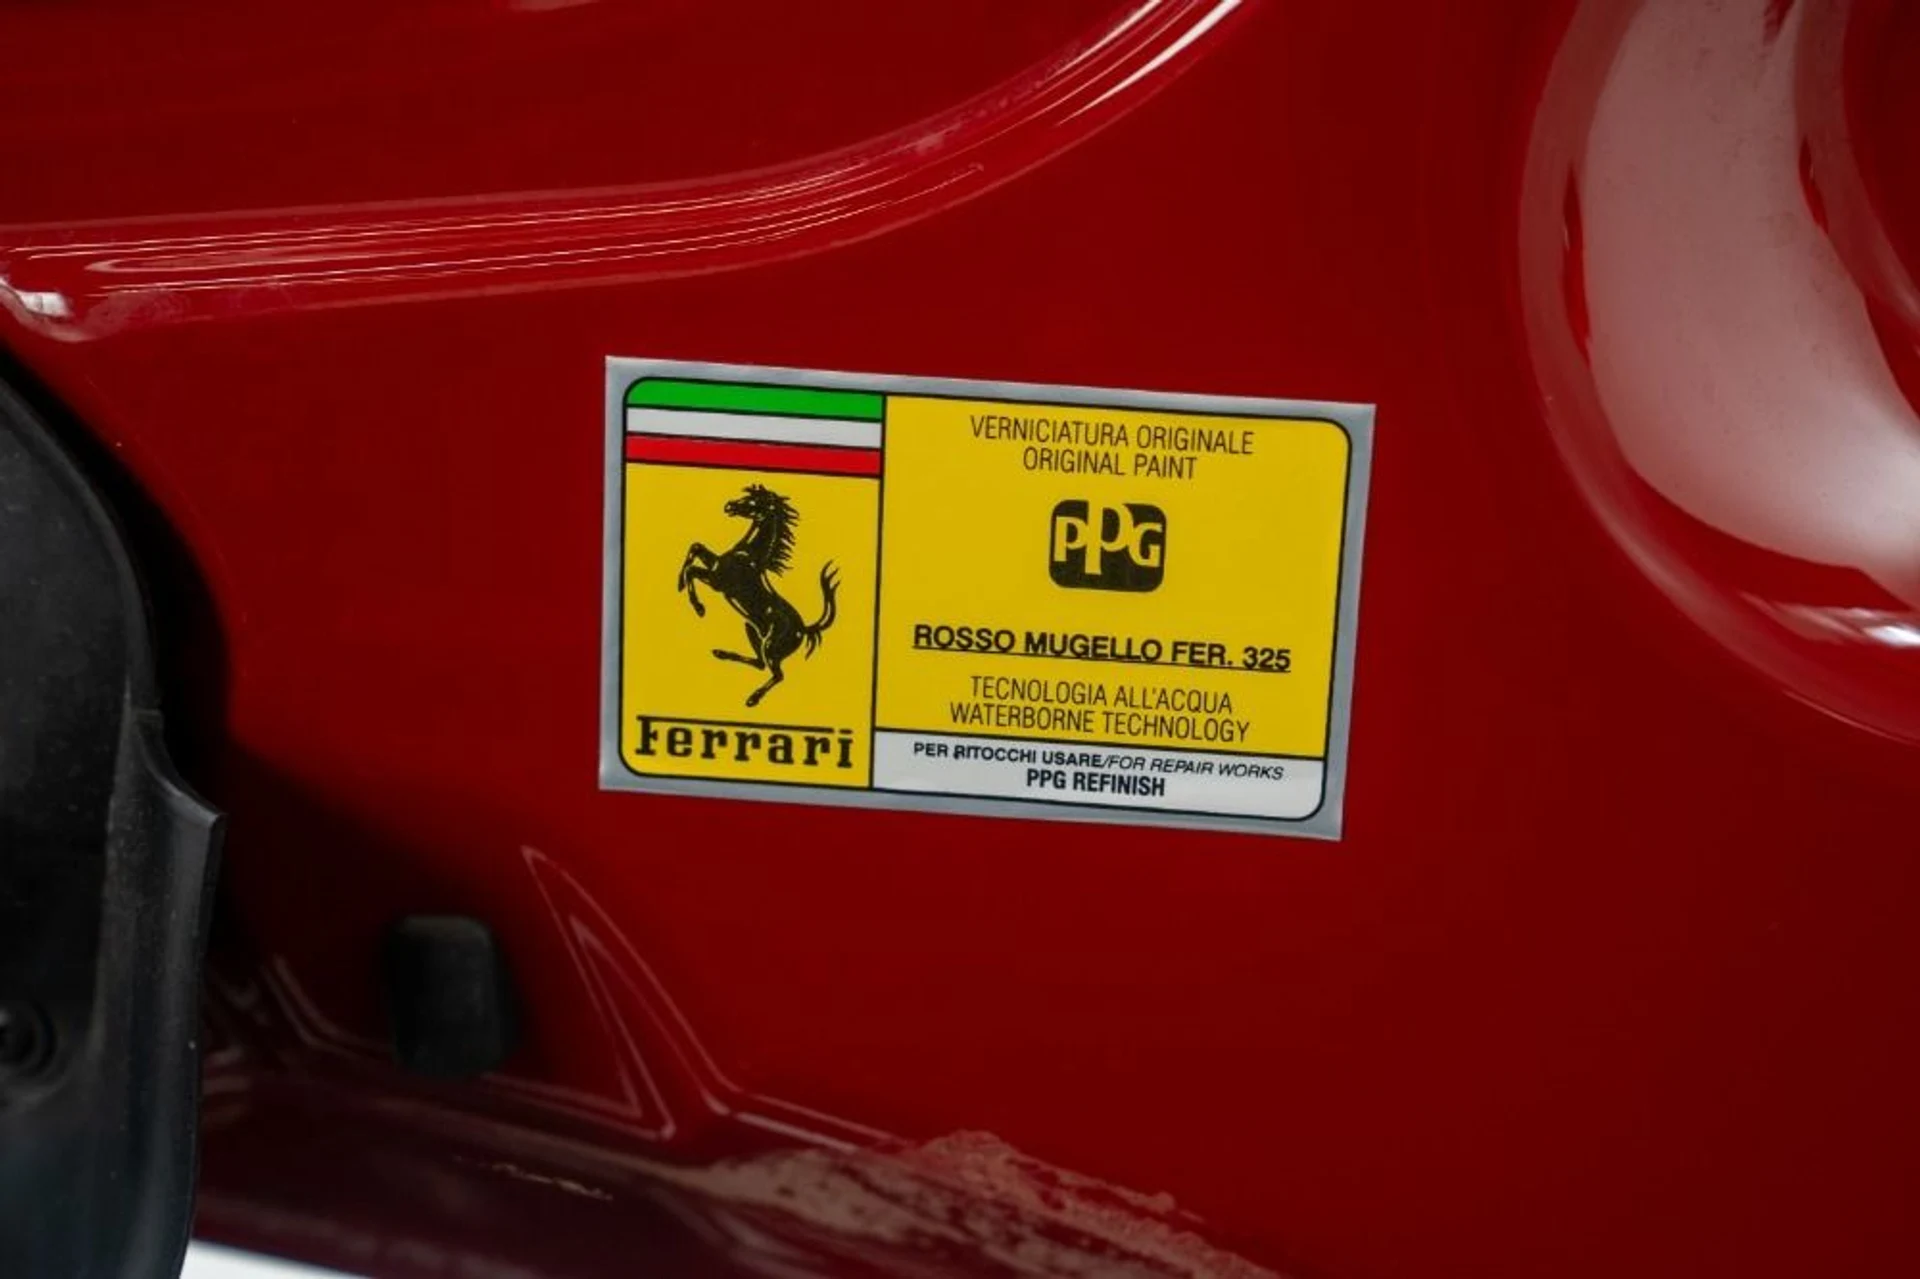 Ferrari
VERNICIATURA ORIGINALE
ORIGINAL PAINT
PPG
ROSSO MUGELLO FER. 325
TECNOLOGIA ALL'ACQUA
WATERBORNE TECHNOLOGY
PER RITOCCHI USARE/FOR REPAIR WORKS
PPG REFINISH